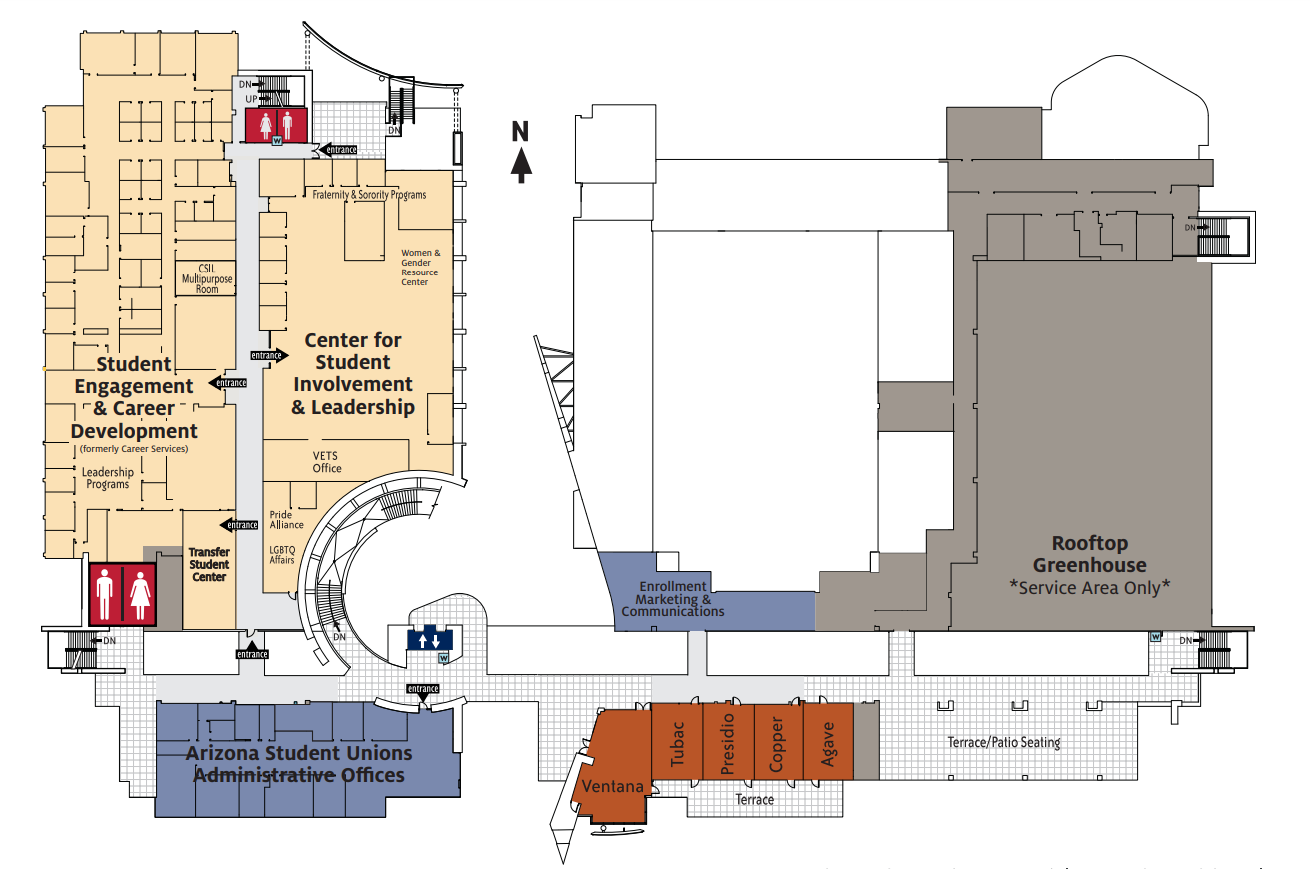 DN
UP
W
DN
entrance
N
Fraternity & Sorority Programs
Women &
Gender
Resource
Center
CSIL
Multipurpose
Room
DN
Center for
Student
Involvement
& Leadership
entrance
entrance
Student
Engagement
& Career
Development
(formerly Career Services)
Leadership
Programs
VETS
Office
Pride
Alliance
entrance
LGBTQ
Affairs
Transfer
Student
Center
Rooftop
Greenhouse
*Service Area Only*
Enrollment
Marketing &
Communications
DN
DN
entrance
W
W
DN
entrance
Arizona Student Unions
Administrative Offices
Ventana
Tubac
Presidio
Copper
Agave
Terrace/Patio Seating
Terrace